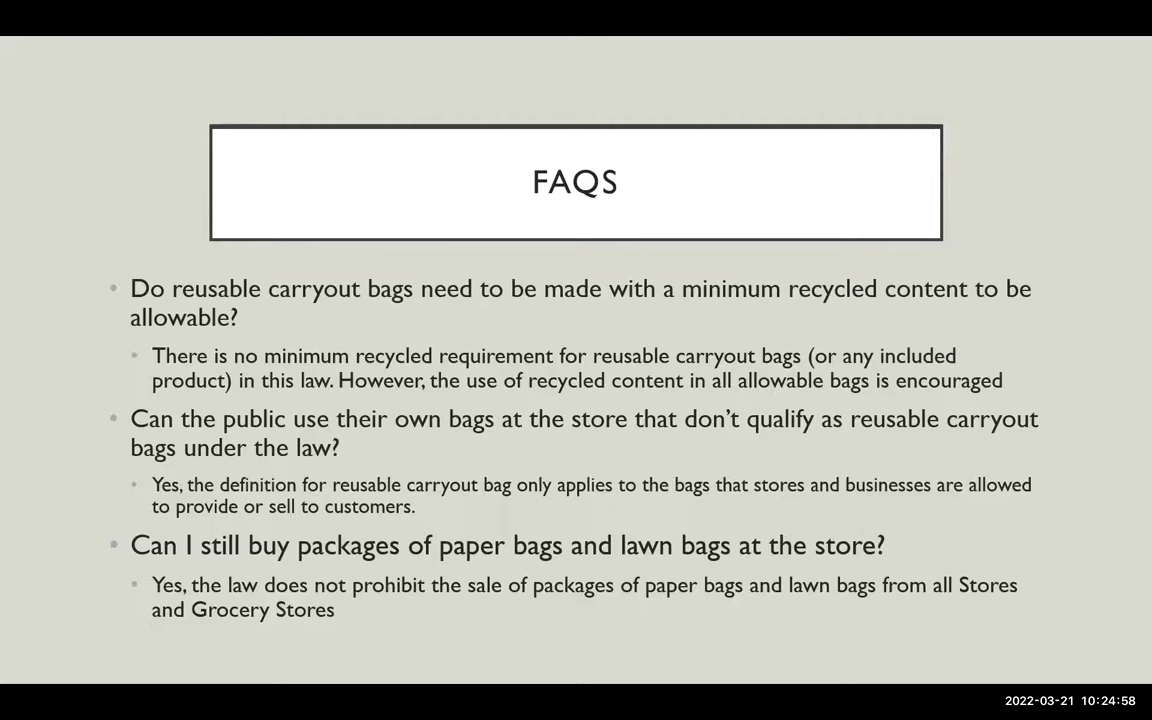 FAQS
• Do reusable carryout bags need to be made with a minimum recycled content to be
allowable?
• There is no minimum recycled requirement for reusable carryout bags (or any included
product) in this law. However, the use of recycled content in all allowable bags is encouraged
• Can the public use their own bags at the store that don’t qualify as reusable carryout
bags under the law?
• Yes, the definition for reusable carryout bag only applies to the bags that stores and businesses are allowed
to provide or sell to customers.
• Can I still buy packages of paper bags and lawn bags at the store?
• Yes, the law does not prohibit the sale of packages of paper bags and lawn bags from all Stores
and Grocery Stores
2022-03-21 10:24:58